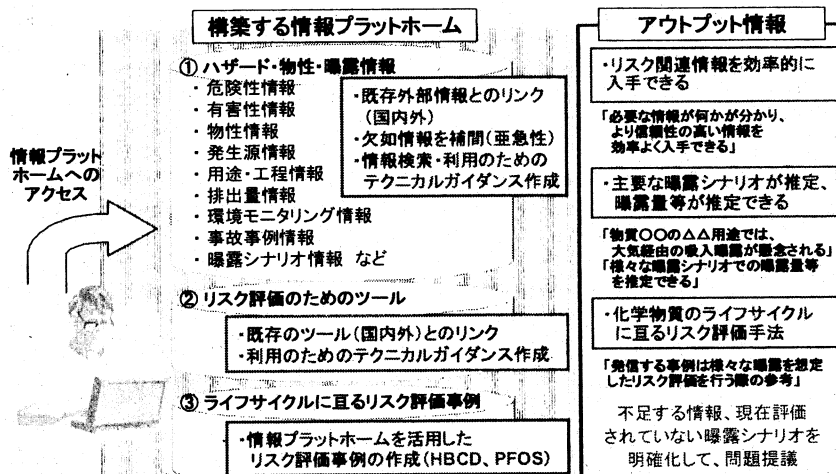 構築する情報プラットホーム
情報プラット
ホームへの
アクセス
① ハザード・物性・曝露情報
・ 危険性情報
・ 有害性情報
・ 物性情報
・ 発生源情報
・ 用途・工程情報
・ 排出量情報
・ 環境モニタリング情報
・ 事故事例情報
・ 曝露シナリオ情報 など
・既存外部情報とのリンク
(国内外)
・欠如情報を補間(亜急性)
・情報検索・利用のための
テクニカルガイダンス作成
② リスク評価のためのツール
・既存のツール(国内外)とのリンク
・利用のためのテクニカルガイダンス作成
③ ライフサイクルに亘るリスク評価事例
・情報プラットホームを活用した
リスク評価事例の作成(HBCD、PFOS)
アウトプット情報
・リスク関連情報を効率的に
入手できる
「必要な情報が何かが分かり、
より信頼性の高い情報を
効率よく入手できる」
・主要な曝露シナリオが推定、
曝露量等が推定できる
「物質〇〇の△△用途では、
大気経由の吸入曝露が懸念される」
「様々な曝露シナリオでの曝露量等
を推定できる」
・化学物質のライフサイクル
に亘るリスク評価手法
「発信する事例は様々な曝露を想定
したリスク評価を行う際の参考」
不足する情報、現在評価
されていない曝露シナリオを
明確化して、問題提議